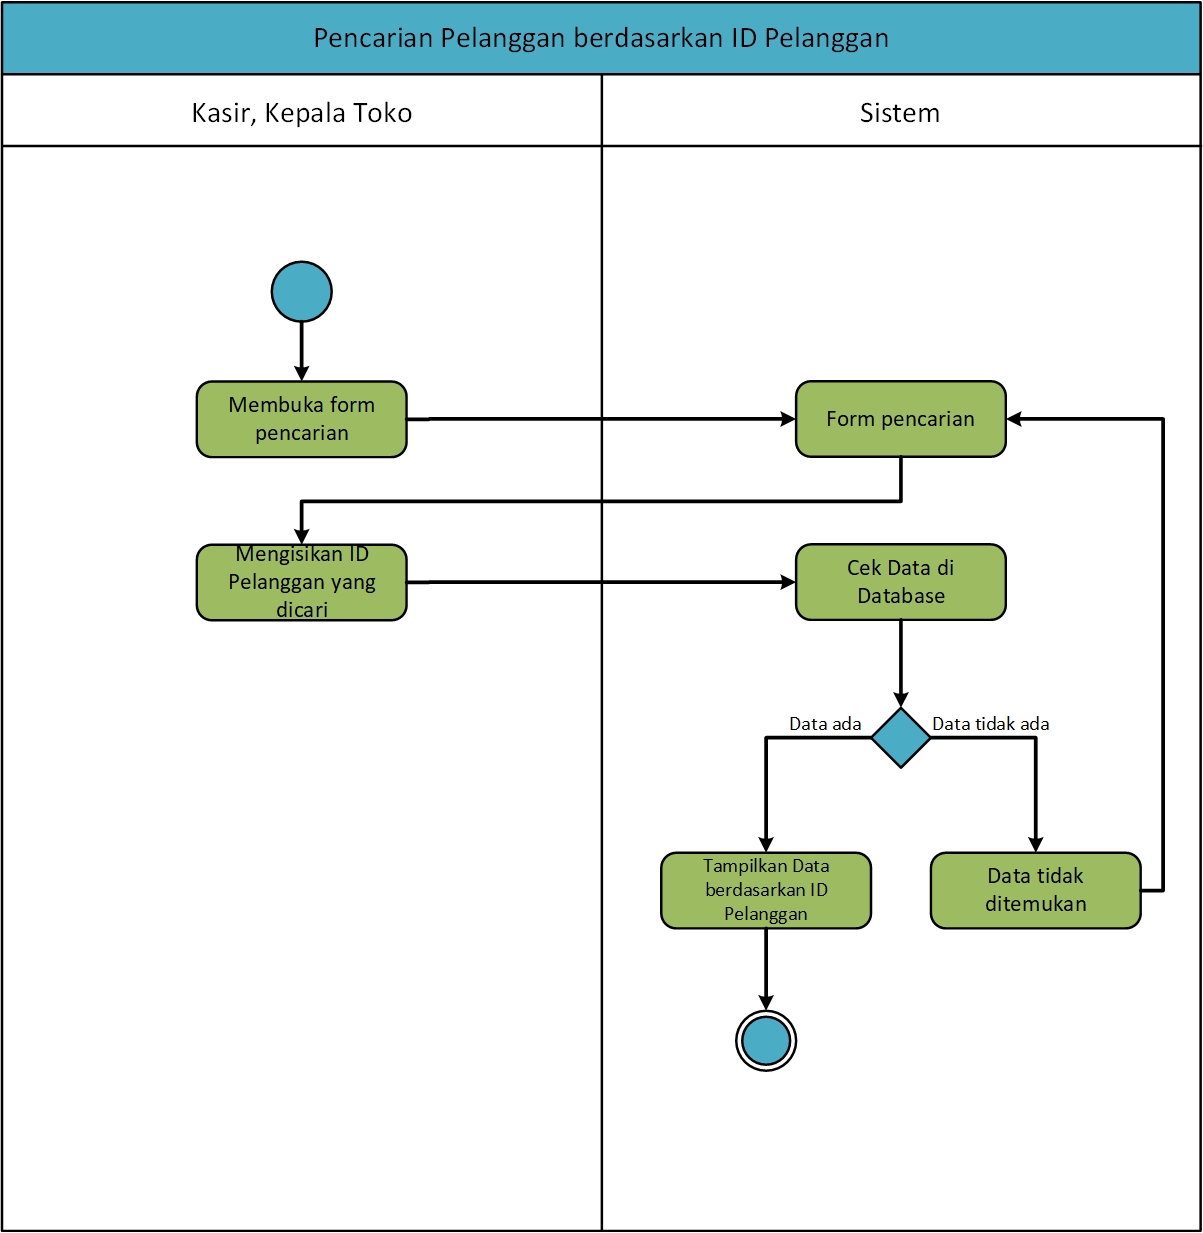 Pencarian Pelanggan berdasarkan ID Pelanggan
Kasir, Kepala Toko
Sistem
Membuka form
pencarian
Form pencarian
Mengisikan ID
Pelanggan yang
dicari
Cek Data di
Database
Data ada
Data tidak ada
Tampilkan Data
berdasarkan ID
Pelanggan
Data tidak
ditemukan